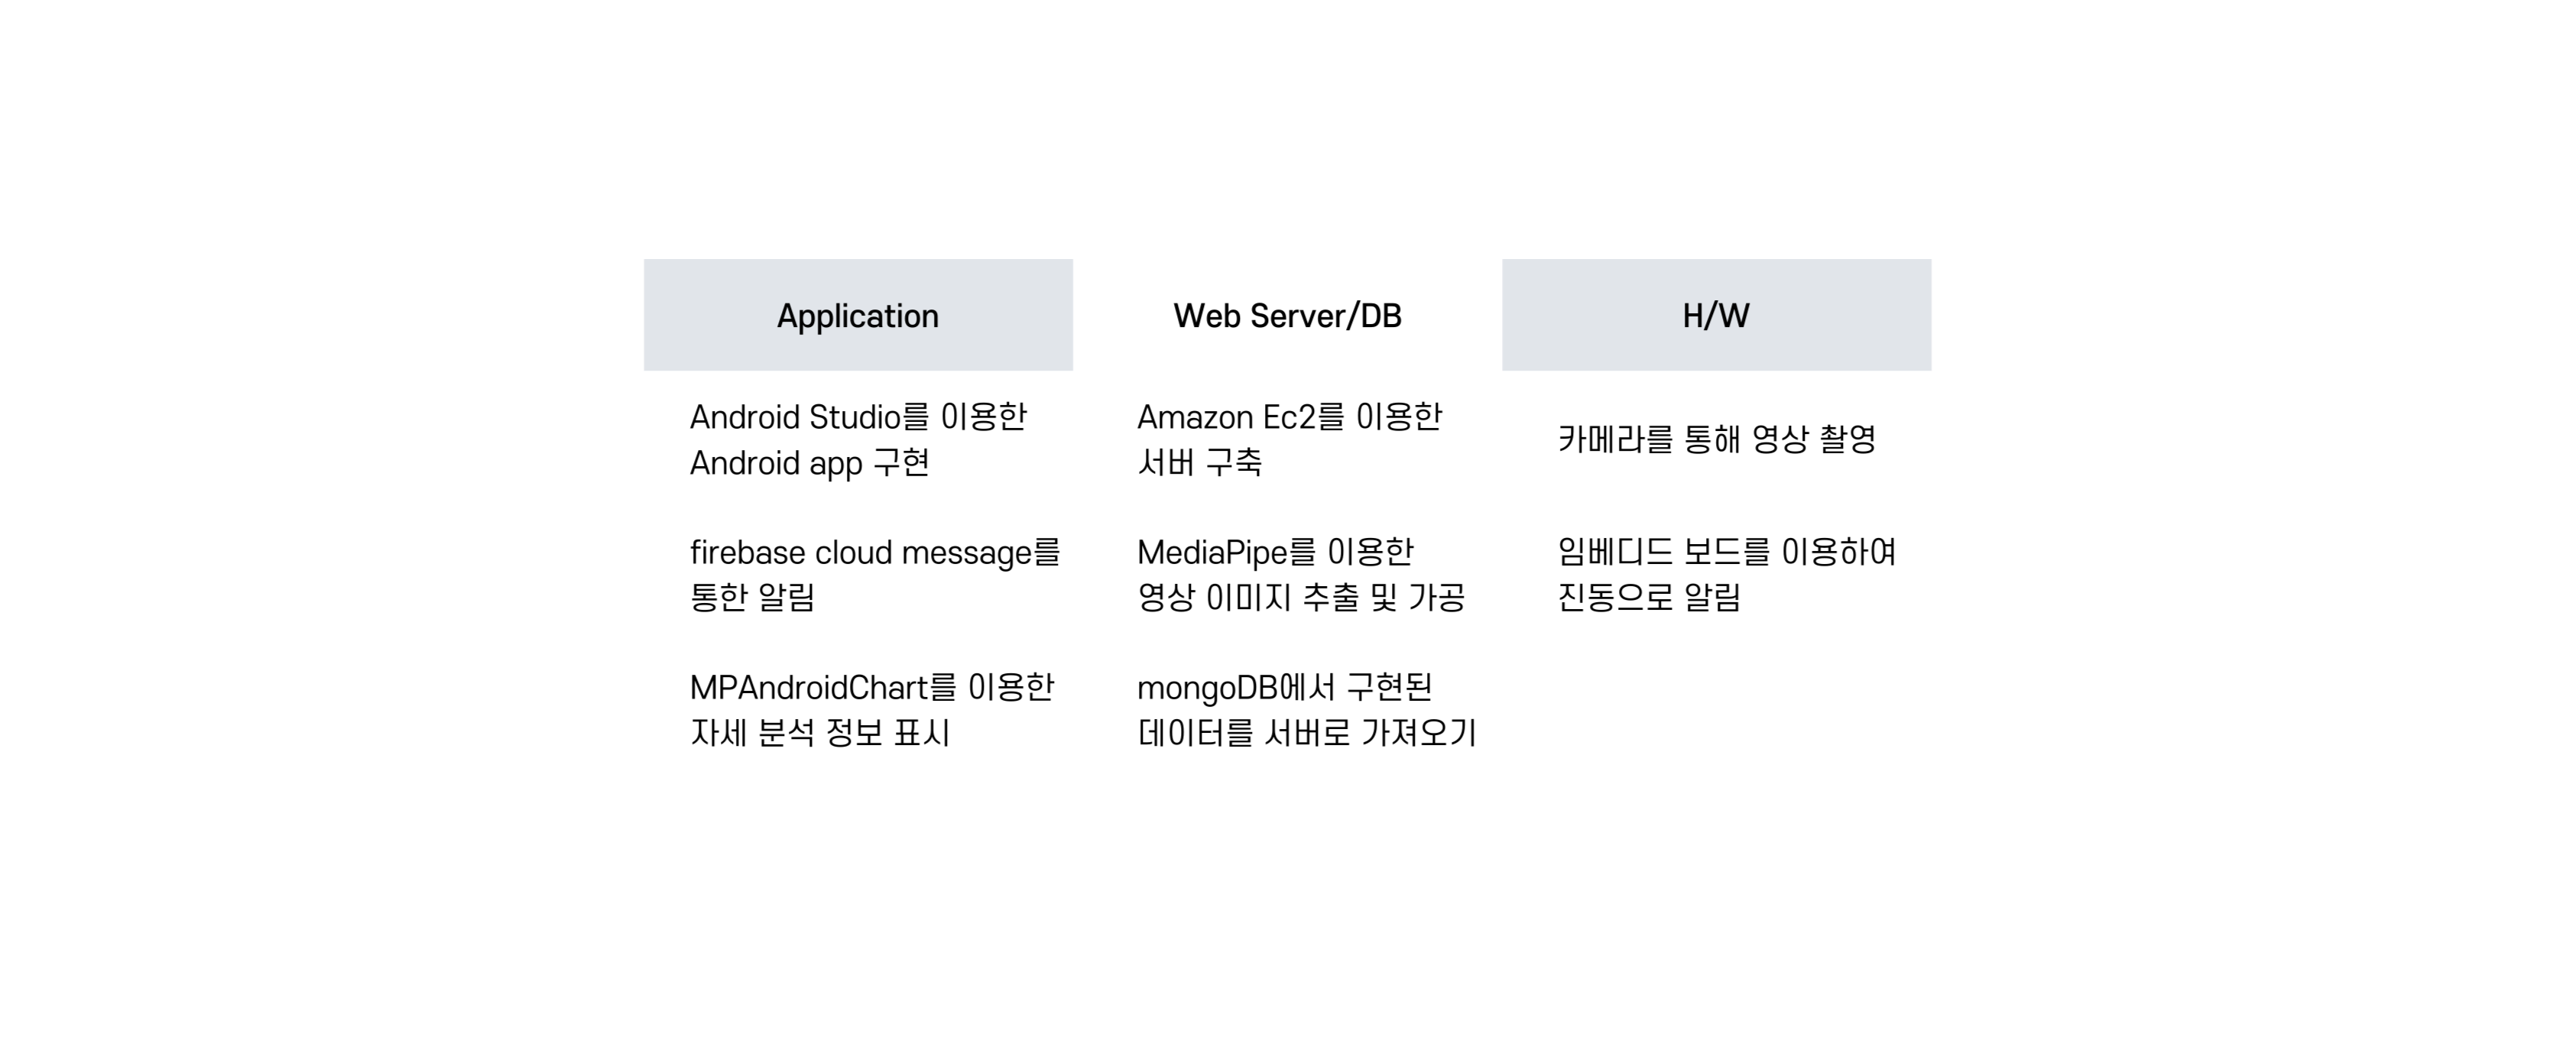 Application
Android Studio를 이용한
Android app 구현
firebase cloud message를
통한 알림
MPAndroidChart를 이용한
자세 분석 정보 표시
Web Server/DB
Amazon Ec2를 이용한
서버 구축
MediaPipe를 이용한
영상 이미지 추출 및 가공
mongoDB에서 구현된
데이터를 서버로 가져오기
H/W
카메라를 통해 영상 촬영
임베디드 보드를 이용하여
진동으로 알림